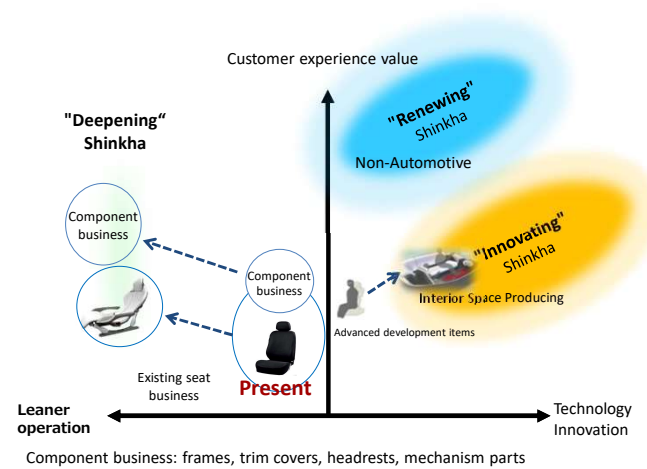 Customer experience value
"Deepening“
Shinkha
"Renewing"
Shinkha
Non-Automotive
Component
business
Component
business
"Innovating"
Shinkha
Interior Space Producing
Advanced development items
Existing seat
business
Present
Leaner
operation
Technology
Innovation
Component business: frames, trim covers, headrests, mechanism parts